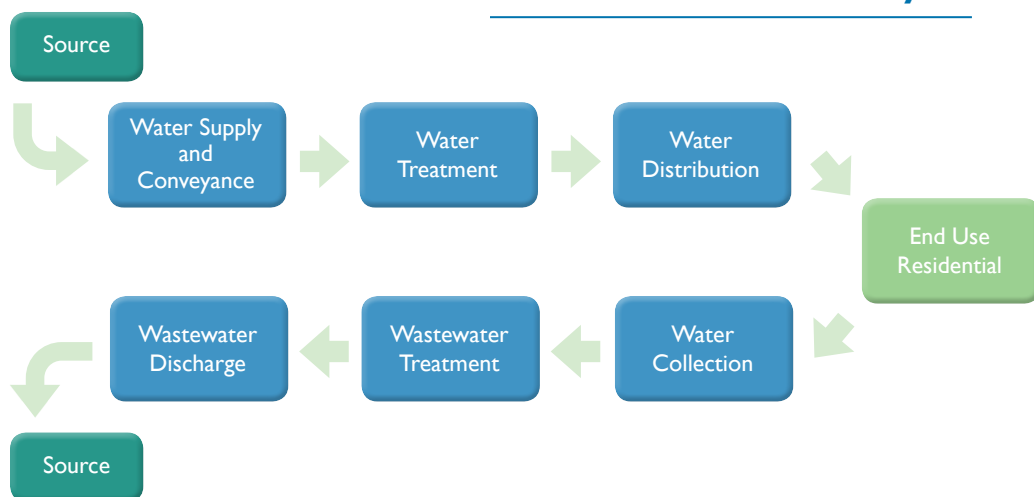 Source
Water Supply
and
Conveyance
Water
Treatment
Water
Distribution
End Use
Residential
Wastewater
Discharge
Wastewater
Treatment
Water
Collection
Source